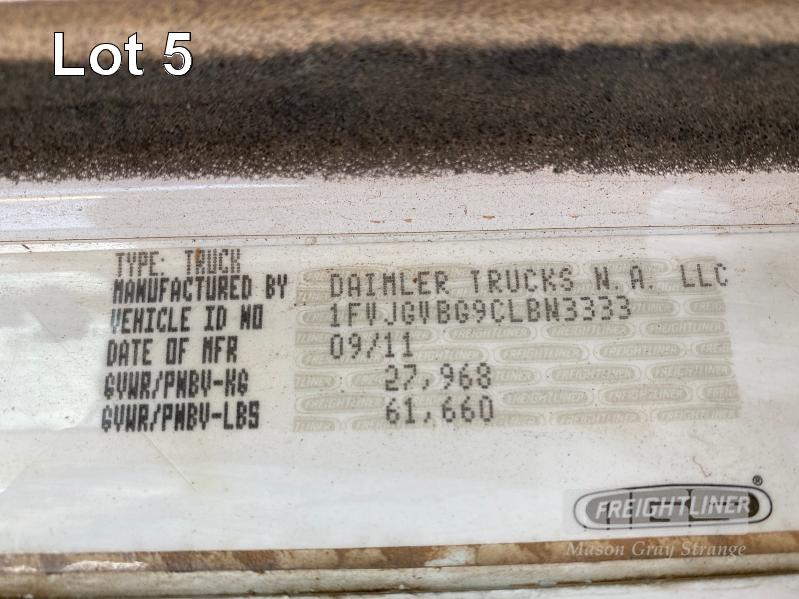 Lot 5
TYPE: TRUCK
MANUFACTURED BY DAIMLER TRUCKS N.A. LLC
VEHICLE ID NO 1FVJGVBG9CLBN3333
DATE OF MFR 09/11
GVWR/PNBV-KG 27,968
GVWR/PNBV-LBS 61,660
FREIGHTLINER®
Mason Gray Strange